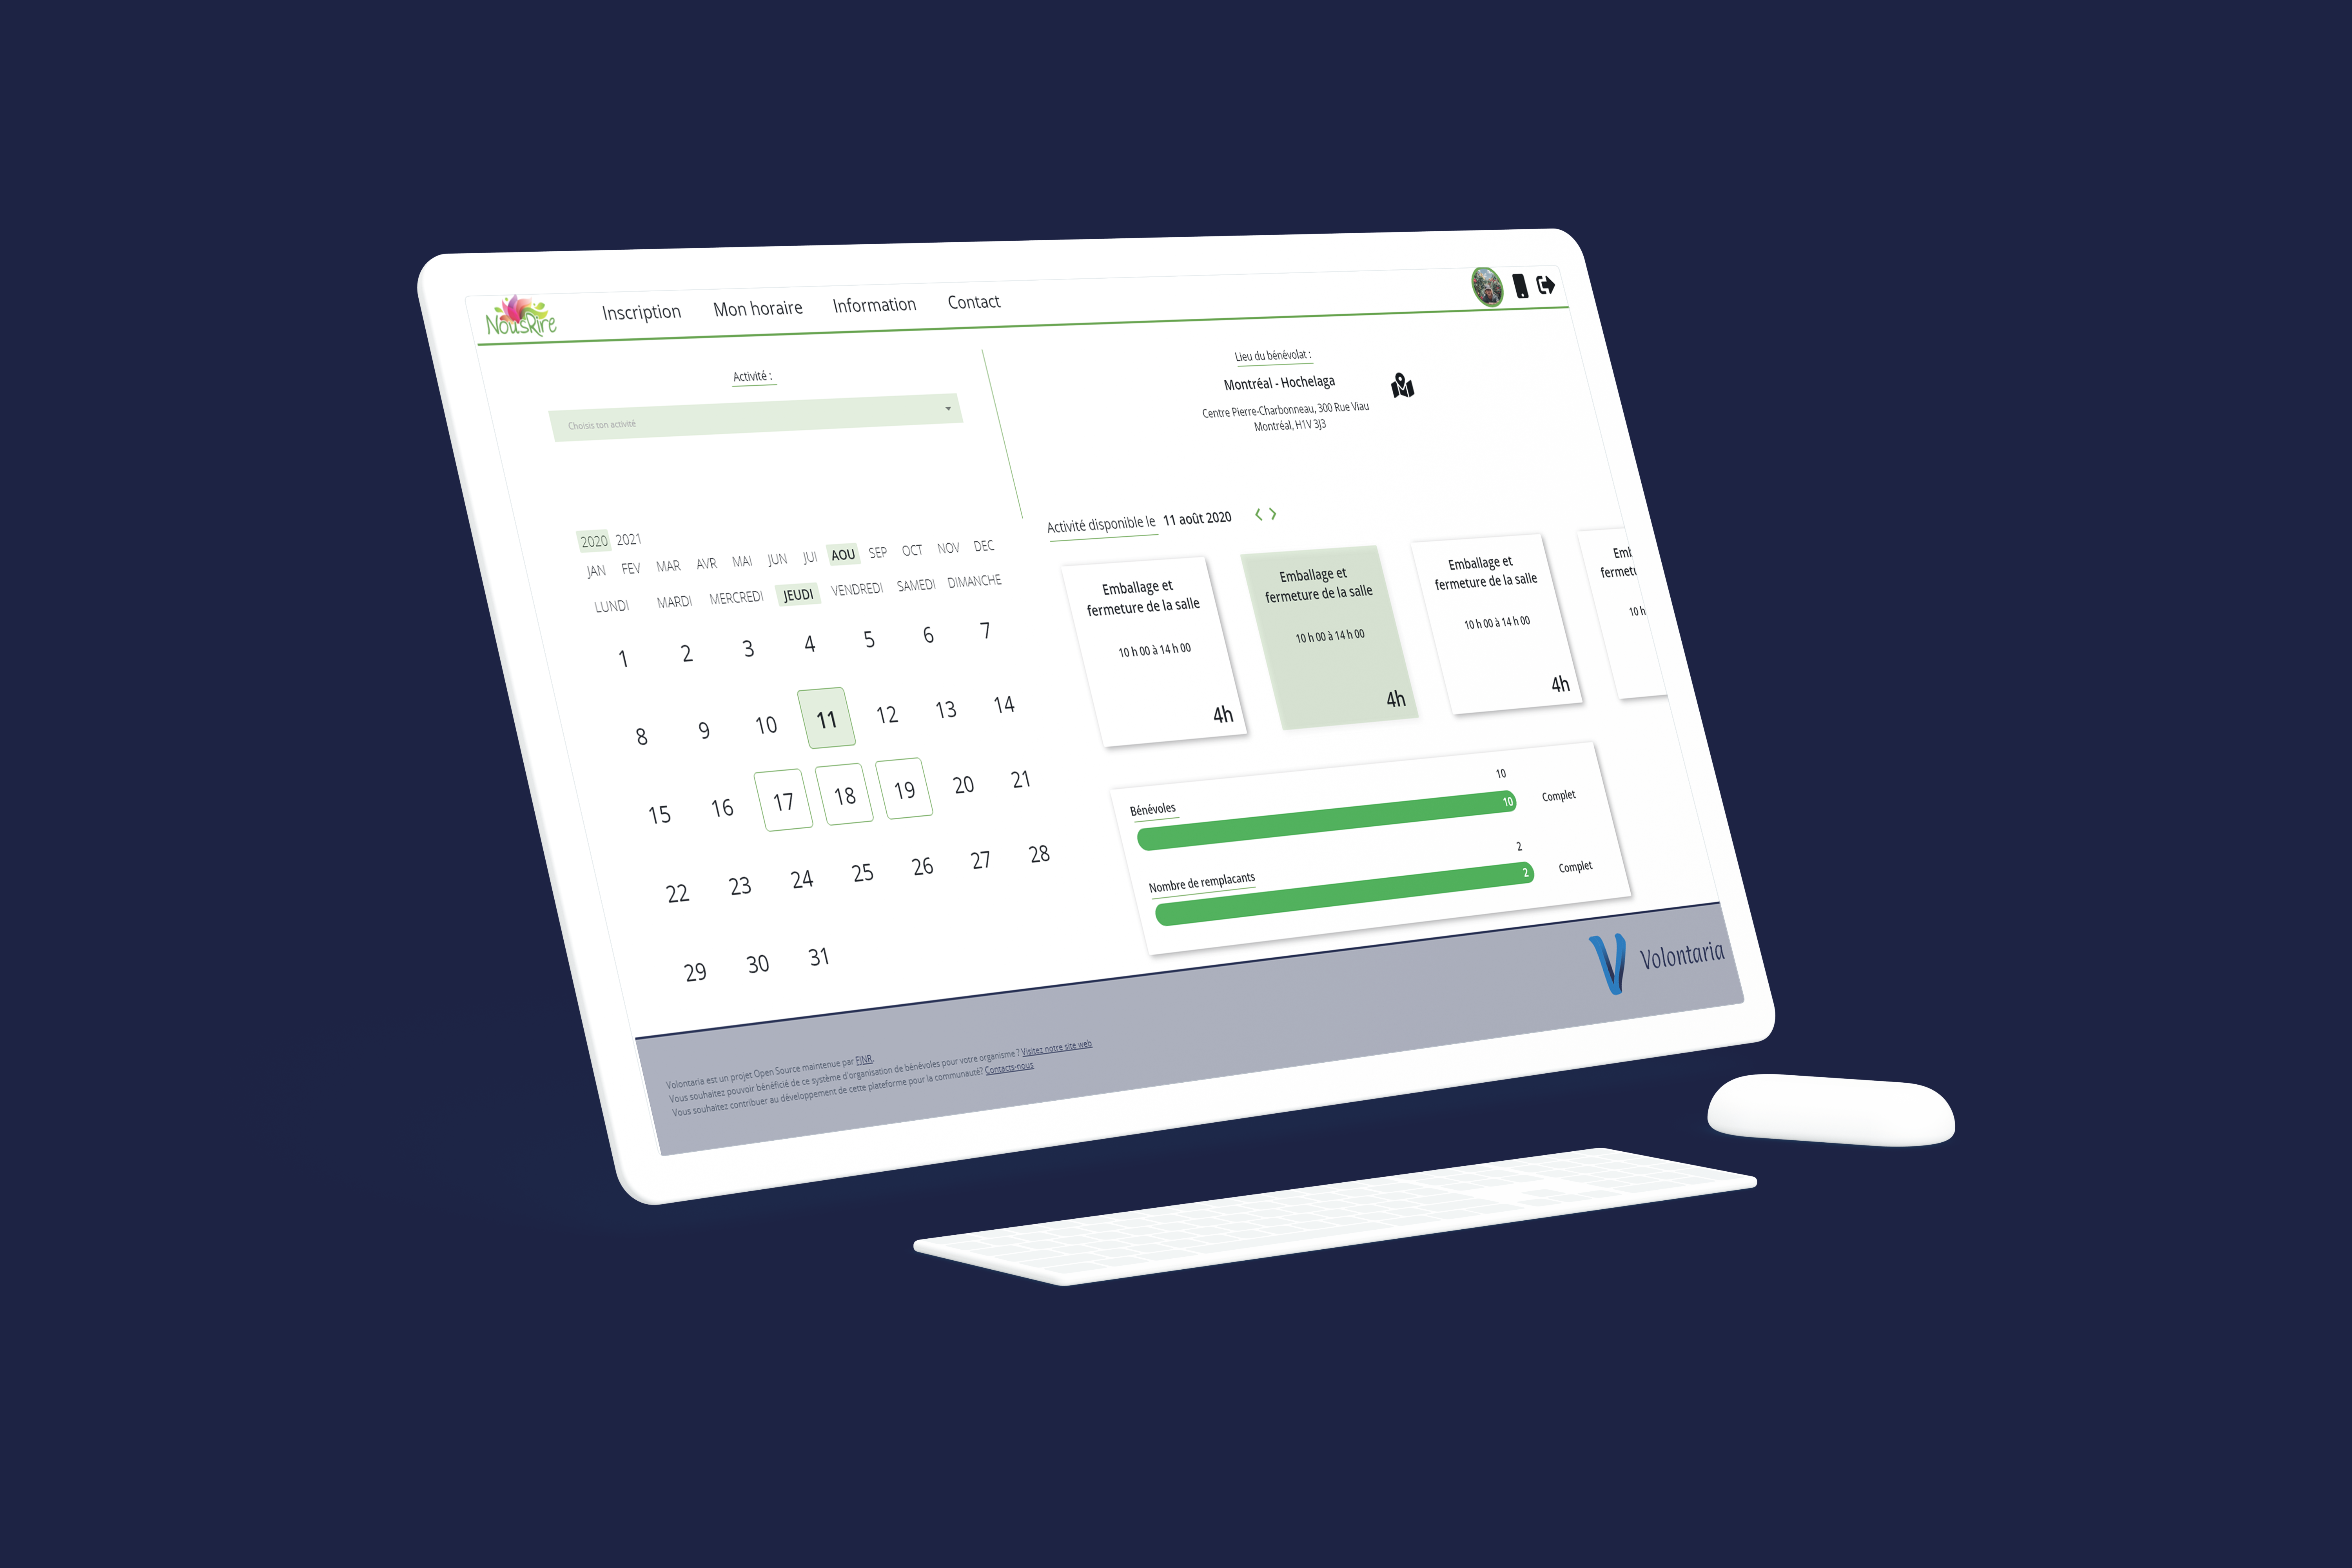 NousRire
Inscription Mon horaire Information Contact
Activité :
Choisis ton activité
Lieu du bénévolat :
Montréal - Hochelaga
Centre Pierre-Charbonneau, 300 Rue Viau
Montréal, H1V 3J3
2020 2021
JAN FEV MAR AVR MAI JUN JUI AOU SEP OCT NOV DEC
LUNDI MARDI MERCREDI JEUDI VENDREDI SAMEDI DIMANCHE
1 2 3 4 5 6 7
8 9 10 11 12 13 14
15 16 17 18 19 20 21
22 23 24 25 26 27 28
29 30 31
Activité disponible le 11 août 2020
Emballage et
fermeture de la salle
10 h 00 à 14 h 00
4h
Emballage et
fermeture de la salle
10 h 00 à 14 h 00
4h
Emballage et
fermeture de la salle
10 h 00 à 14 h 00
4h
Emb
fermetu
10 h
Bénévoles
10
10
Complet
Nombre de remplacants
2
2
Complet
Volontaria est un projet Open Source maintenue par FJNR.
Vous souhaitez pouvoir bénéficié de ce système d'organisation de bénévoles pour votre organisme ? Visitez notre site web
Vous souhaitez contribuer au développement de cette plateforme pour la communauté? Contacts-nous
Volontaria